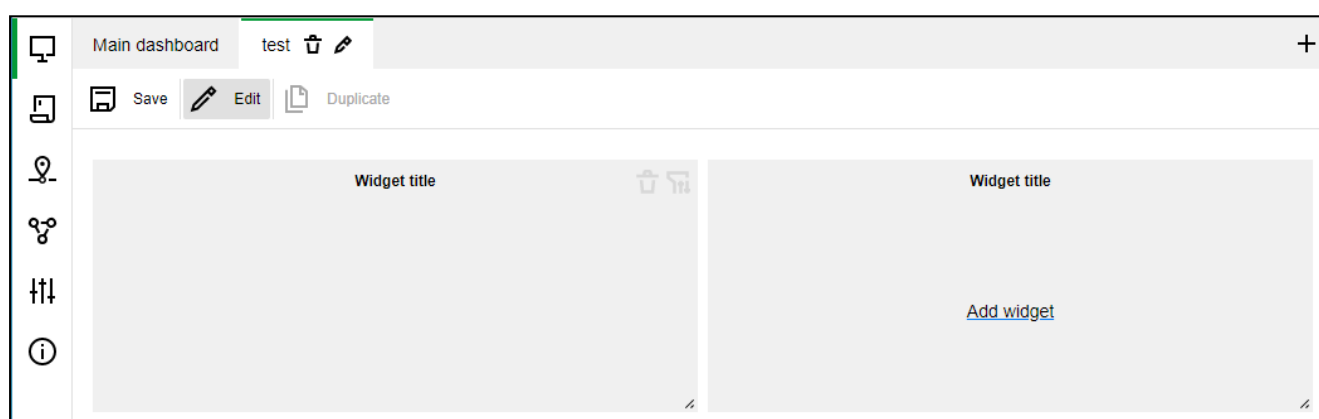 Main dashboard test
Save Edit Duplicate
Widget title Widget title
Add widget